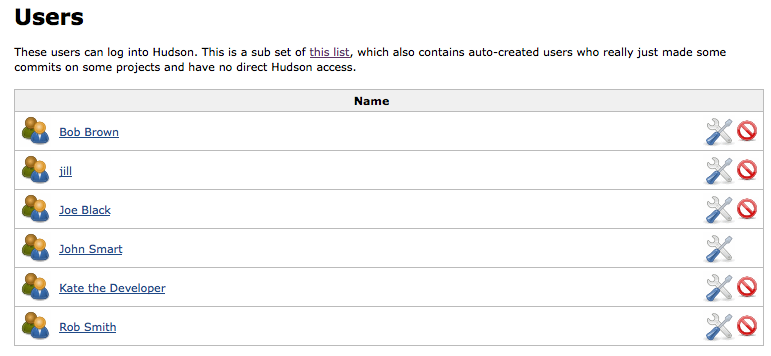 Users
These users can log into Hudson. This is a sub set of this list, which also contains auto-created users who really just made some
commits on some projects and have no direct Hudson access.
Name
Bob Brown
jill
Joe Black
John Smart
Kate the Developer
Rob Smith